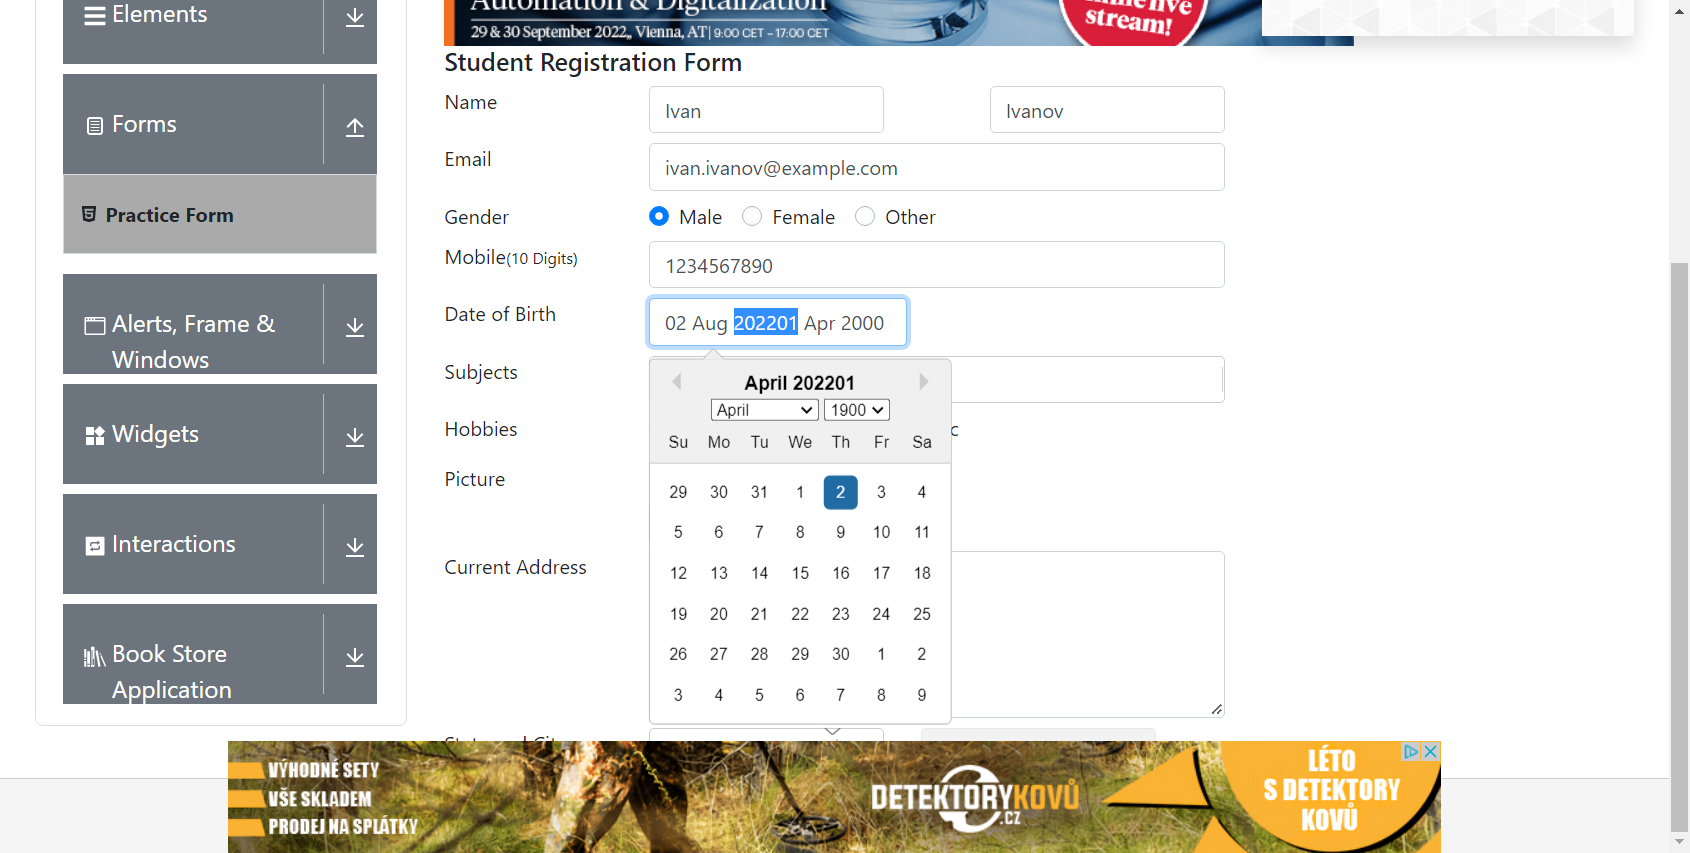 Elements
Forms
Practice Form
Alerts, Frame &
Windows
Widgets
Interactions
Book Store
Application
29 & 30 September 2022,, Vienna, AT | 9:00 CET – 17:00 CET
stream!
Student Registration Form
Name
Ivan
Ivanov
Email
ivan.ivanov@example.com
Gender
Male
Female
Other
Mobile(10 Digits)
1234567890
Date of Birth
02 Aug 202201 Apr 2000
April 202201
April
1900
Su Mo Tu We Th Fr Sa
29 30 31 1 2 3 4
5 6 7 8 9 10 11
12 13 14 15 16 17 18
19 20 21 22 23 24 25
26 27 28 29 30 1 2
3 4 5 6 7 8 9
Subjects
Hobbies
c
Picture
Current Address
VÝHODNÉ SETY
VŠE SKLADEM
PRODEJ NA SPLÁTKY
DETEKTORYKOVŮ
.CZ
LÉTO
S DETEKTORY
KOVŮ